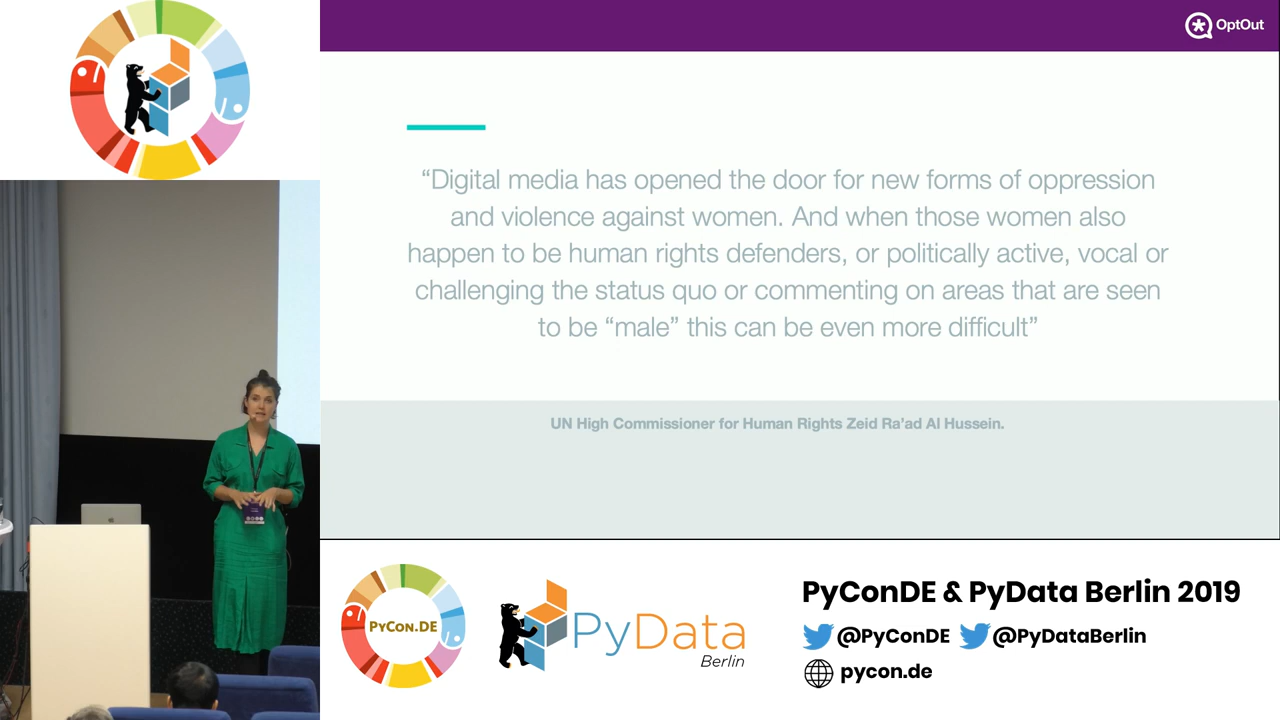 OptOut
“Digital media has opened the door for new forms of oppression
and violence against women. And when those women also
happen to be human rights defenders, or politically active, vocal or
challenging the status quo or commenting on areas that are seen
to be “male” this can be even more difficult”
UN High Commissioner for Human Rights Zeid Ra’ad Al Hussein.
PyCon.DE
PyData
Berlin
PyConDE & PyData Berlin 2019
@PyConDE @PyDataBerlin
pycon.de